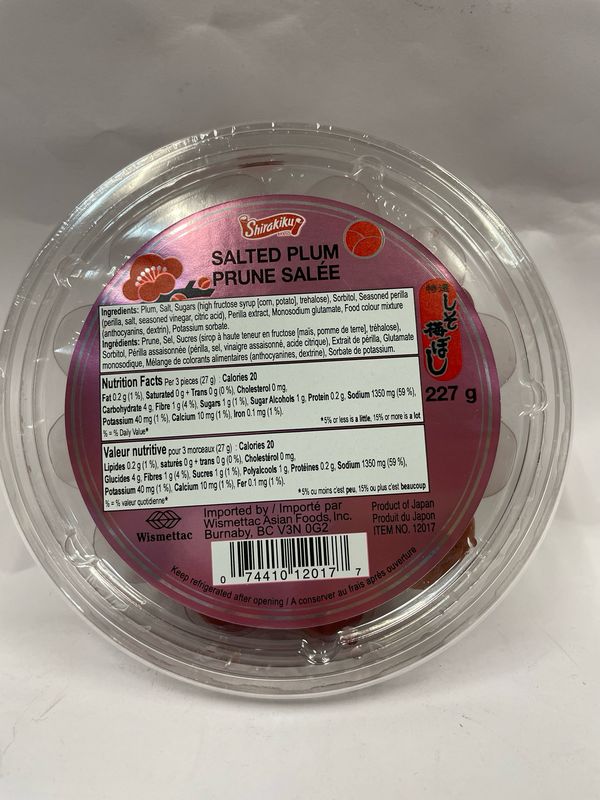 Shirakiku
BRAND
SALTED PLUM
PRUNE SALÉE
特選
しそ梅ぼし
227 g
Ingredients: Plum, Salt, Sugars (high fructose syrup [corn, potato], trehalose), Sorbitol, Seasoned perilla
(perilla, salt, seasoned vinegar, citric acid), Perilla extract, Monosodium glutamate, Food colour mixture
(anthocyanins, dextrin), Potassium sorbate.
Ingrédients: Prune, Sel, Sucres (sirop à haute teneur en fructose [maïs, pomme de terre], tréhalose),
Sorbitol, Périlla assaisonnée (périlla, sel, vinaigre assaisonné, acide citrique), Extrait de périlla, Glutamate
monosodique, Mélange de colorants alimentaires (anthocyanines, dextrine), Sorbate de potassium.
Nutrition Facts Per 3 pieces (27 g) : Calories 20
Fat 0.2 g (1 %), Saturated 0 g + Trans 0 g (0 %), Cholesterol 0 mg,
Carbohydrate 4 g, Fibre 1 g (4 %), Sugars 1 g (1 %), Sugar Alcohols 1 g, Protein 0.2 g, Sodium 1350 mg (59 %),
Potassium 40 mg (1 %), Calcium 10 mg (1 %), Iron 0.1 mg (1 %).
% = % Daily Value* *5% or less is a little, 15% or more is a lot
Valeur nutritive pour 3 morceaux (27 g) : Calories 20
Lipides 0.2 g (1 %), saturés 0 g + trans 0 g (0 %), Cholestérol 0 mg,
Glucides 4 g, Fibres 1 g (4 %), Sucres 1 g (1 %), Polyalcools 1 g, Protéines 0.2 g, Sodium 1350 mg (59 %),
Potassium 40 mg (1 %), Calcium 10 mg (1 %), Fer 0.1 mg (1 %).
% = % valeur quotidienne* *5% ou moins c'est peu, 15% ou plus c'est beaucoup
Wismettac
Imported by / Importé par
Wismettac Asian Foods, Inc.
Burnaby, BC V3N 0G2
Product of Japan
Produit du Japon
ITEM NO. 12017
0 74410 12017 7
Keep refrigerated after opening / A conserver au frais après ouverture